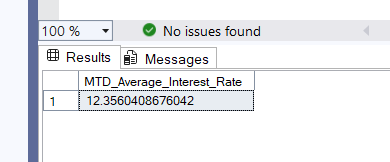 100 %
No issues found
Results
Messages
MTD_Average_Interest_Rate
1 12.3560408676042